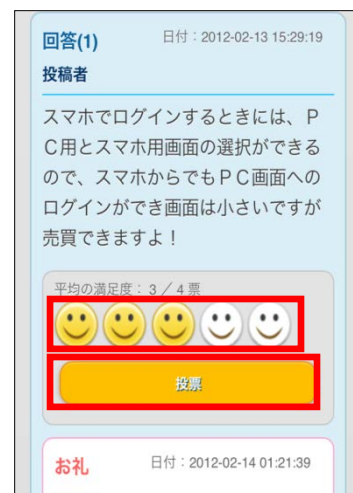 回答(1)
日付：2012-02-13 15:29:19
投稿者
スマホでログインするときには、Ｐ
Ｃ用とスマホ用画面の選択ができる
ので、スマホからでもＰＣ画面への
ログインができ画面は小さいですが
売買できますよ！
平均の満足度：3／4票
投票
お礼
日付：2012-02-14 01:21:39